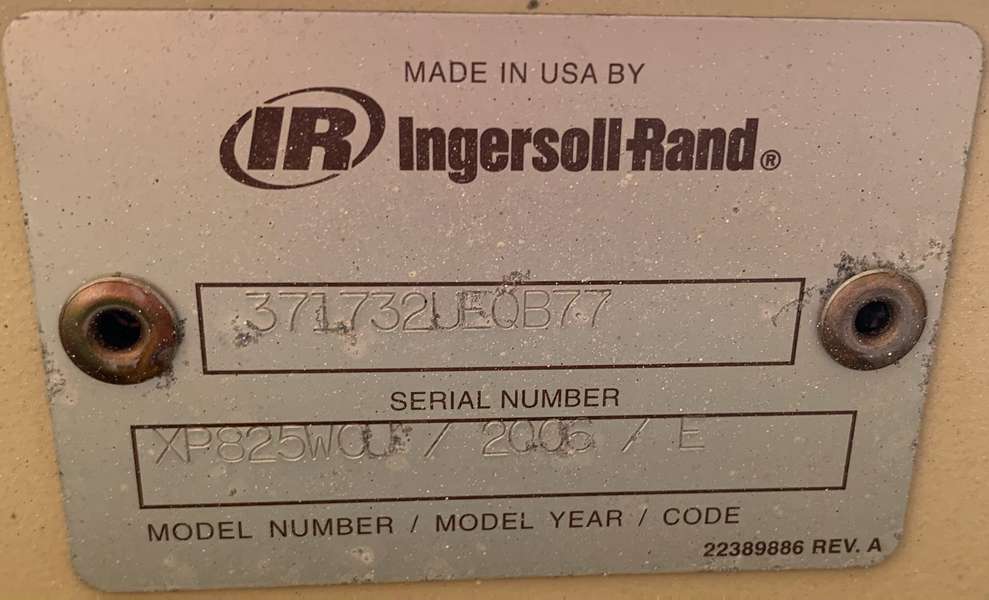 MADE IN USA BY
IR Ingersoll-Rand®
371732UEQB77
SERIAL NUMBER
XP825WCU / 2006 / E
MODEL NUMBER / MODEL YEAR / CODE
22389886 REV. A